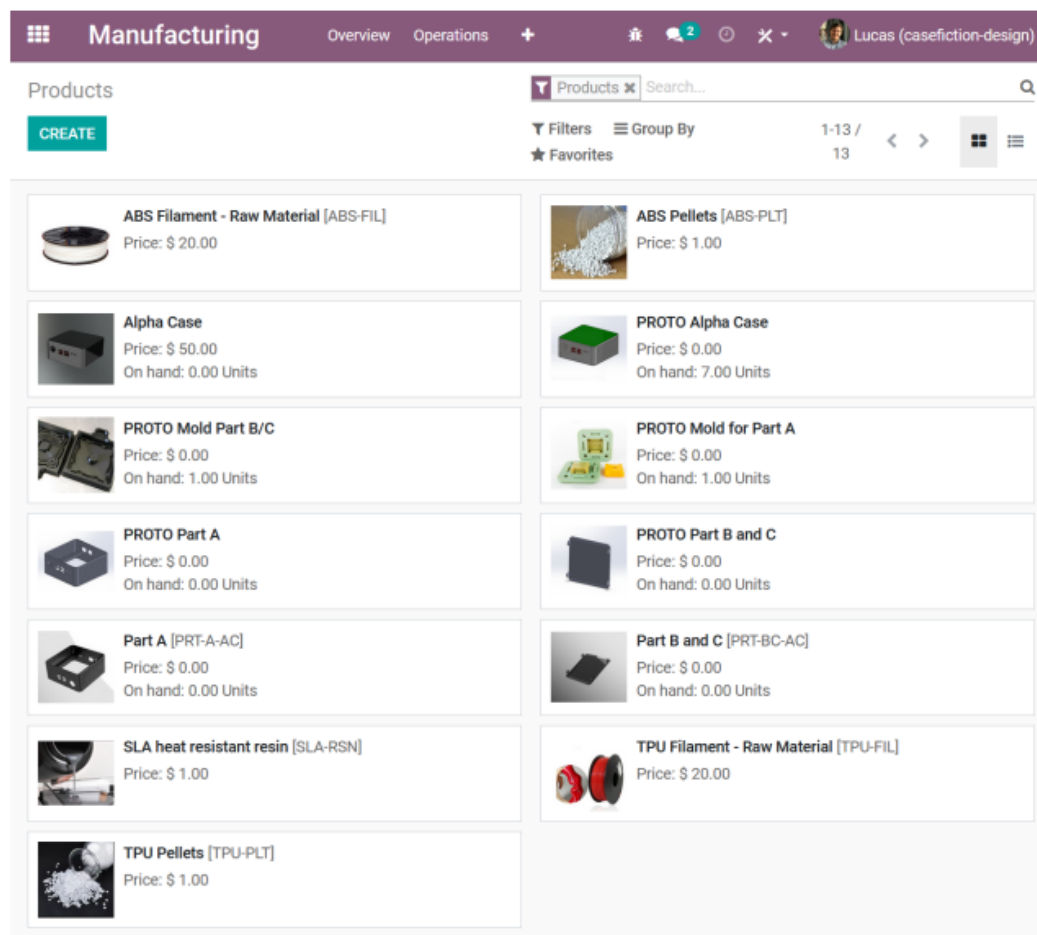 Manufacturing Overview Operations + 2 Lucas (casefiction-design)
Products
Products Search...
CREATE
Filters Group By
Favorites
1-13 /
13
ABS Filament - Raw Material [ABS-FIL]
Price: $ 20.00
ABS Pellets [ABS-PLT]
Price: $ 1.00
Alpha Case
Price: $ 50.00
On hand: 0.00 Units
PROTO Alpha Case
Price: $ 0.00
On hand: 7.00 Units
PROTO Mold Part B/C
Price: $ 0.00
On hand: 1.00 Units
PROTO Mold for Part A
Price: $ 0.00
On hand: 1.00 Units
PROTO Part A
Price: $ 0.00
On hand: 0.00 Units
PROTO Part B and C
Price: $ 0.00
On hand: 0.00 Units
Part A [PRT-A-AC]
Price: $ 0.00
On hand: 0.00 Units
Part B and C [PRT-BC-AC]
Price: $ 0.00
On hand: 0.00 Units
SLA heat resistant resin [SLA-RSN]
Price: $ 1.00
TPU Filament - Raw Material [TPU-FIL]
Price: $ 20.00
TPU Pellets [TPU-PLT]
Price: $ 1.00